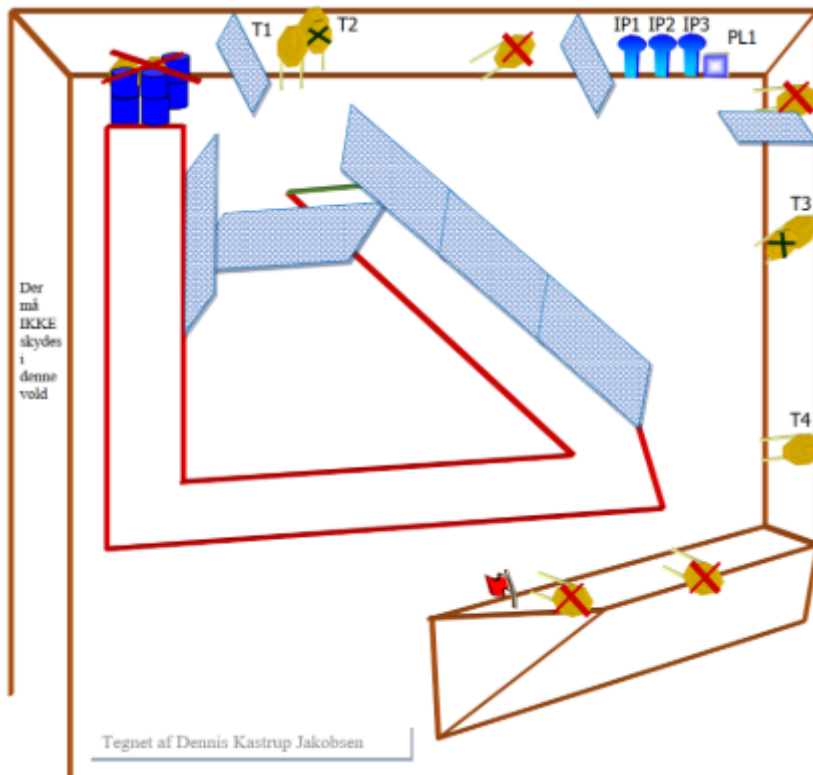 T1
T2
IP1
IP2
IP3
PL1
T3
Der
må
IKKE
skydes
i
denne
vold
T4
Tegnet af Dennis Kastrup Jakobsen